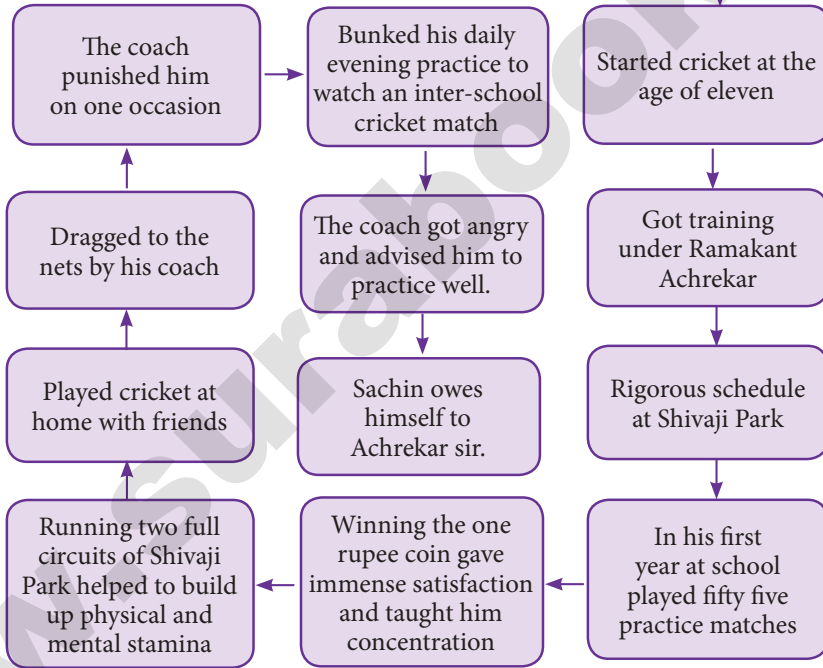 The coach
punished him
on one occasion
Bunked his daily
evening practice to
watch an inter-school
cricket match
Started cricket at the
age of eleven
Dragged to the
nets by his coach
The coach got angry
and advised him to
practice well.
Got training
under Ramakant
Achrekar
Played cricket at
home with friends
Sachin owes
himself to
Achrekar sir.
Rigorous schedule
at Shivaji Park
Running two full
circuits of Shivaji
Park helped to build
up physical and
mental stamina
Winning the one
rupee coin gave
immense satisfaction
and taught him
concentration
In his first
year at school
played fifty five
practice matches